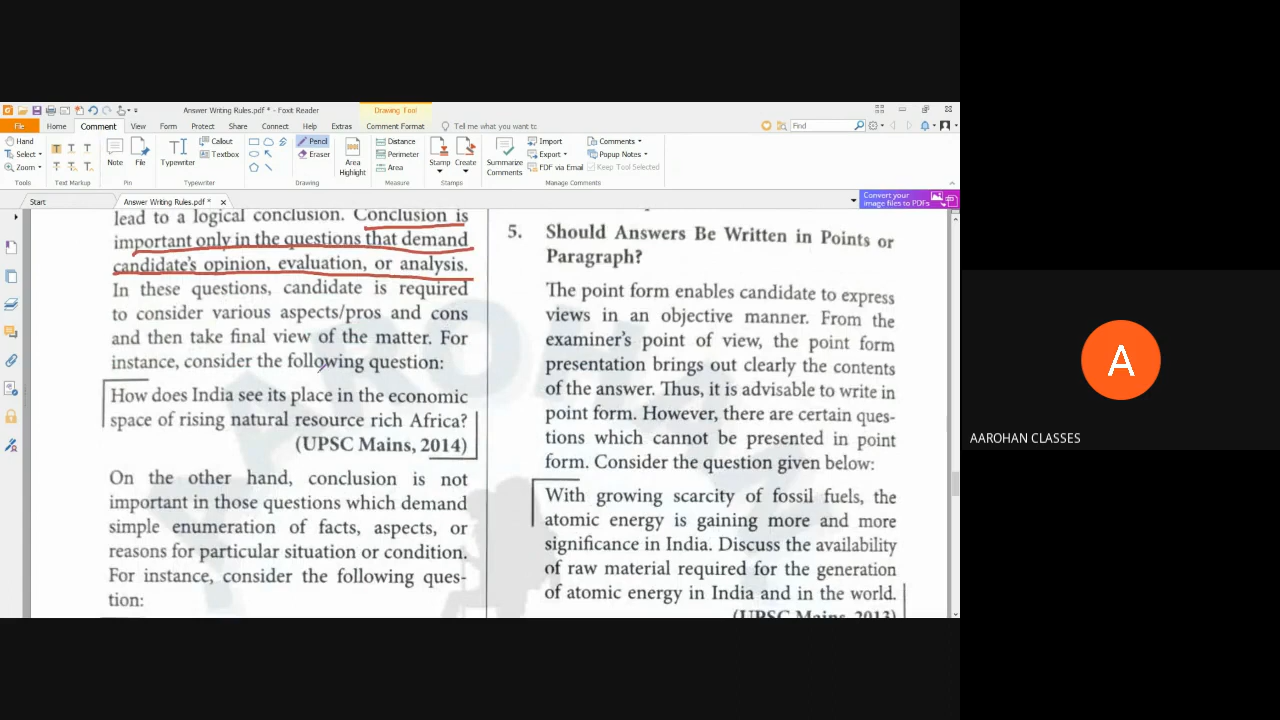 Answer Writing Rules.pdf * - Foxit Reader
Drawing Tool
File Home Comment View Form Protect Share Connect Help Extras Comment Format Tell me what you want tc Find
Hand
Select
Zoom
Tools
Text Markup
Note
File
Pin
Typewriter
Callout
Textbox
Typewriter
Pencil
Eraser
Drawing
Area
Highlight
Distance
Perimeter
Area
Measure
Stamp
Create
Stamps
Summarize
Comments
Import
Export
FDF via Email
Comments
Popup Notes
Keep Tool Selected
Manage Comments
Start
Answer Writing Rules.pdf *
Convert your
image files to PDFs
lead to a logical conclusion. Conclusion is
important only in the questions that demand
candidate's opinion, evaluation, or analysis.
In these questions, candidate is required
to consider various aspects/pros and cons
and then take final view of the matter. For
instance, consider the following question:
How does India see its place in the economic
space of rising natural resource rich Africa?
(UPSC Mains, 2014)
On the other hand, conclusion is not
important in those questions which demand
simple enumeration of facts, aspects, or
reasons for particular situation or condition.
For instance, consider the following ques-
tion:
5. Should Answers Be Written in Points or
Paragraph?
The point form enables candidate to express
views in an objective manner. From the
examiner's point of view, the point form
presentation brings out clearly the contents
of the answer. Thus, it is advisable to write in
point form. However, there are certain ques-
tions which cannot be presented in point
form. Consider the question given below:
With growing scarcity of fossil fuels, the
atomic energy is gaining more and more
significance in India. Discuss the availability
of raw material required for the generation
of atomic energy in India and in the world.
(UPSC Mains, 2013)
A
AAROHAN CLASSES